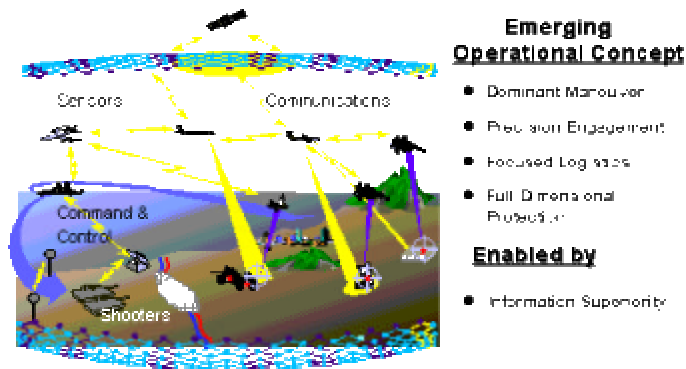 Emerging
Operational Concept
Sensors
Communications
Dominant Maneuver
Precision Engagement
Focused Logistics
Full Dimensional
Protection
Command &
Control
Enabled by
Information Superiority
Shooters